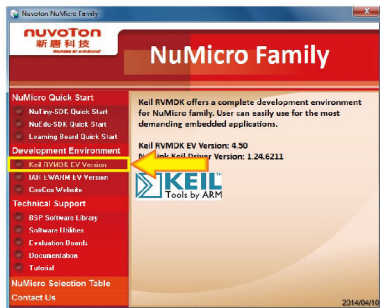 Nuvoton NuMicro Family
nuvoTon
新唐科技
NuMicro Family
NuMicro Quick Start
NuTiny-SDK Quick Start
NuEdu-SDK Quick Start
Learning Board Quick Start
Development Environment
Keil RVMDK EV Version
IAR EWARM EV Version
CooCox Website
Technical Support
BSP Software Library
Software Utilities
Evaluation Boards
Documentation
Tutorial
NuMicro Selection Table
Contact Us
Keil RVMDK offers a complete development environment
for NuMicro family. User can easily use for the most
demanding embedded applications.
Keil RVMDK EV Version: 4.50
Keil Driver Version: 1.24.6211
KEIL
Tools by ARM
2014/04/10